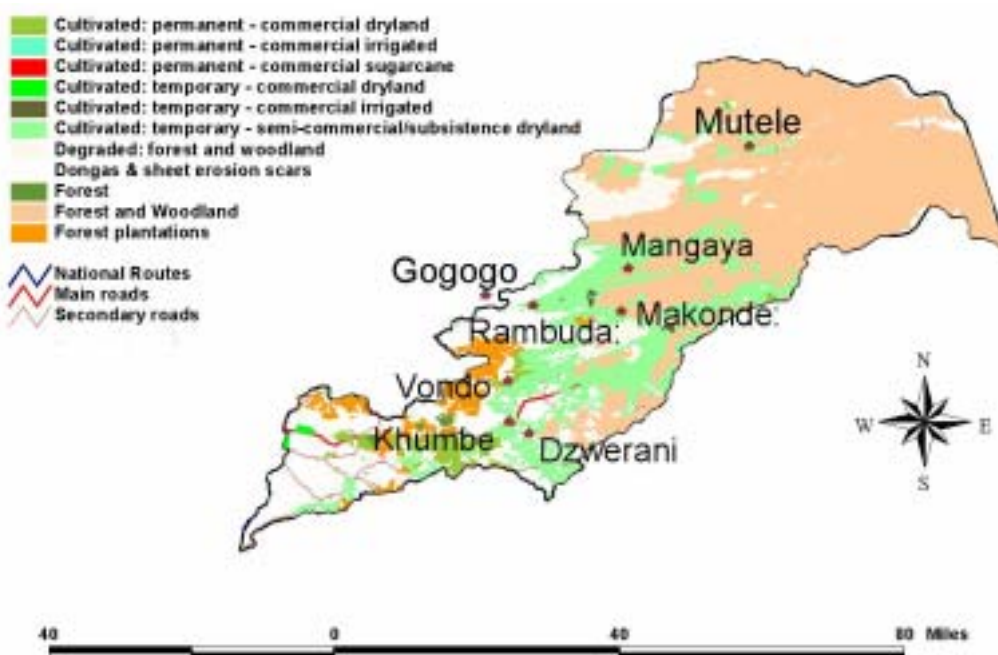 Cultivated: permanent - commercial dryland
Cultivated: permanent - commercial irrigated
Cultivated: permanent - commercial sugarcane
Cultivated: temporary - commercial dryland
Cultivated: temporary - commercial irrigated
Cultivated: temporary - semi-commercial/subsistence dryland
Degraded: forest and woodland
Dongas & sheet erosion scars
Forest
Forest and Woodland
Forest plantations
National Routes
Main roads
Secondary roads
Mutele
Mangaya
Gogogo
Makonde:
Rambuda:
Vondo
Khumbe
Dzwerani
N
W E
S
40 0 40 80 Miles